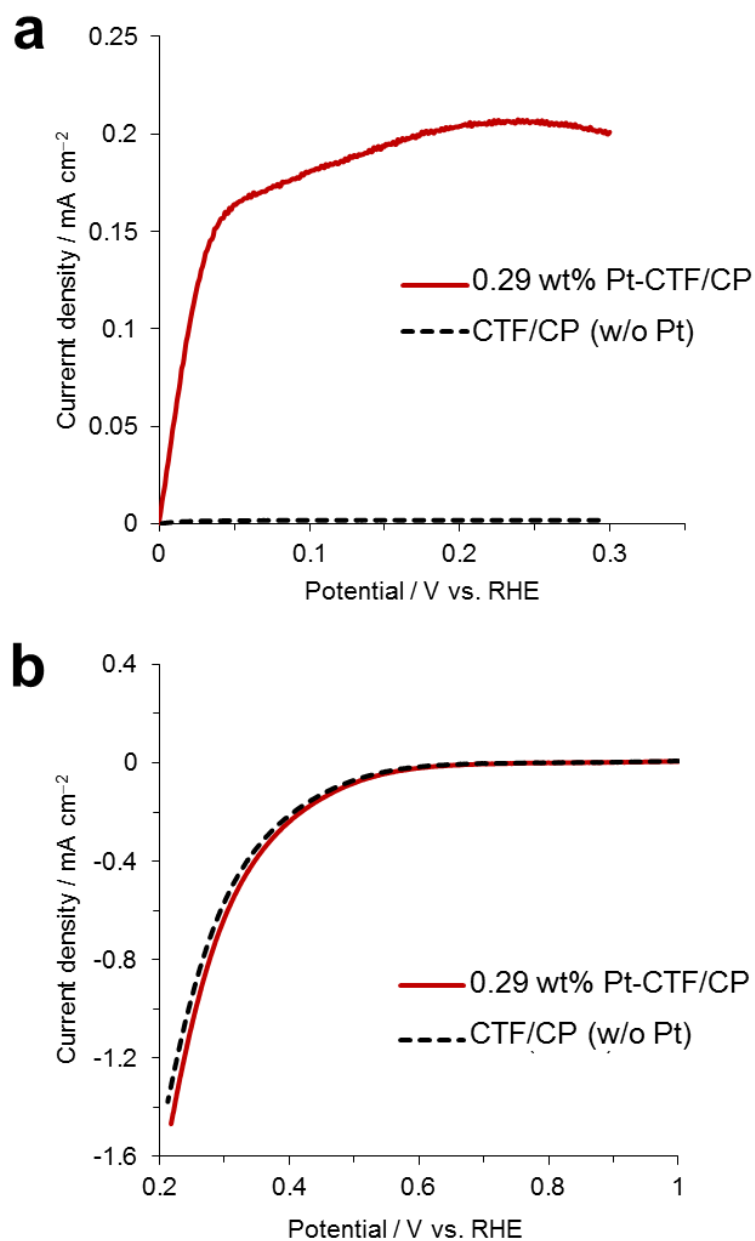 a
0.25
0.2
0.15
0.1
0.05
0
0 0.1 0.2 0.3
Currernt density / mA cm⁻²
Potential / V vs. RHE
0.29 wt% Pt-CTF/CP
CTF/CP (w/o Pt)
b
0.4
0
-0.4
-0.8
-1.2
-1.6
0.2 0.4 0.6 0.8 1
Current density / mA cm⁻²
Potential / V vs. RHE
0.29 wt% Pt-CTF/CP
CTF/CP (w/o Pt)